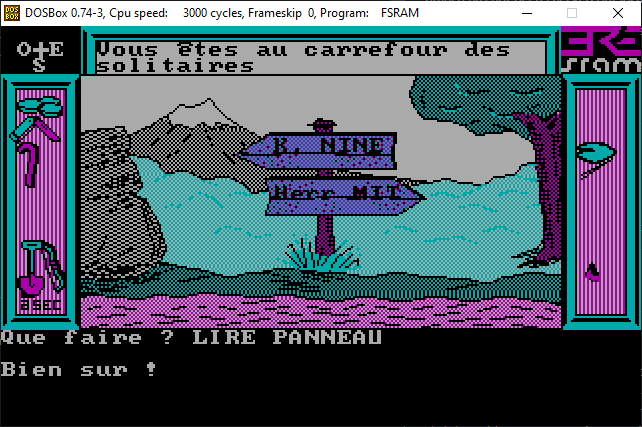 DOSBox 0.74-3, Cpu speed: 3000 cycles, Frameskip 0, Program: FSRAM
O+E
S
Vous êtes au carrefour des
solitaires
ERE
sram
K. NINE
Herr MIT
Que faire ? LIRE PANNEAU
Bien sur !